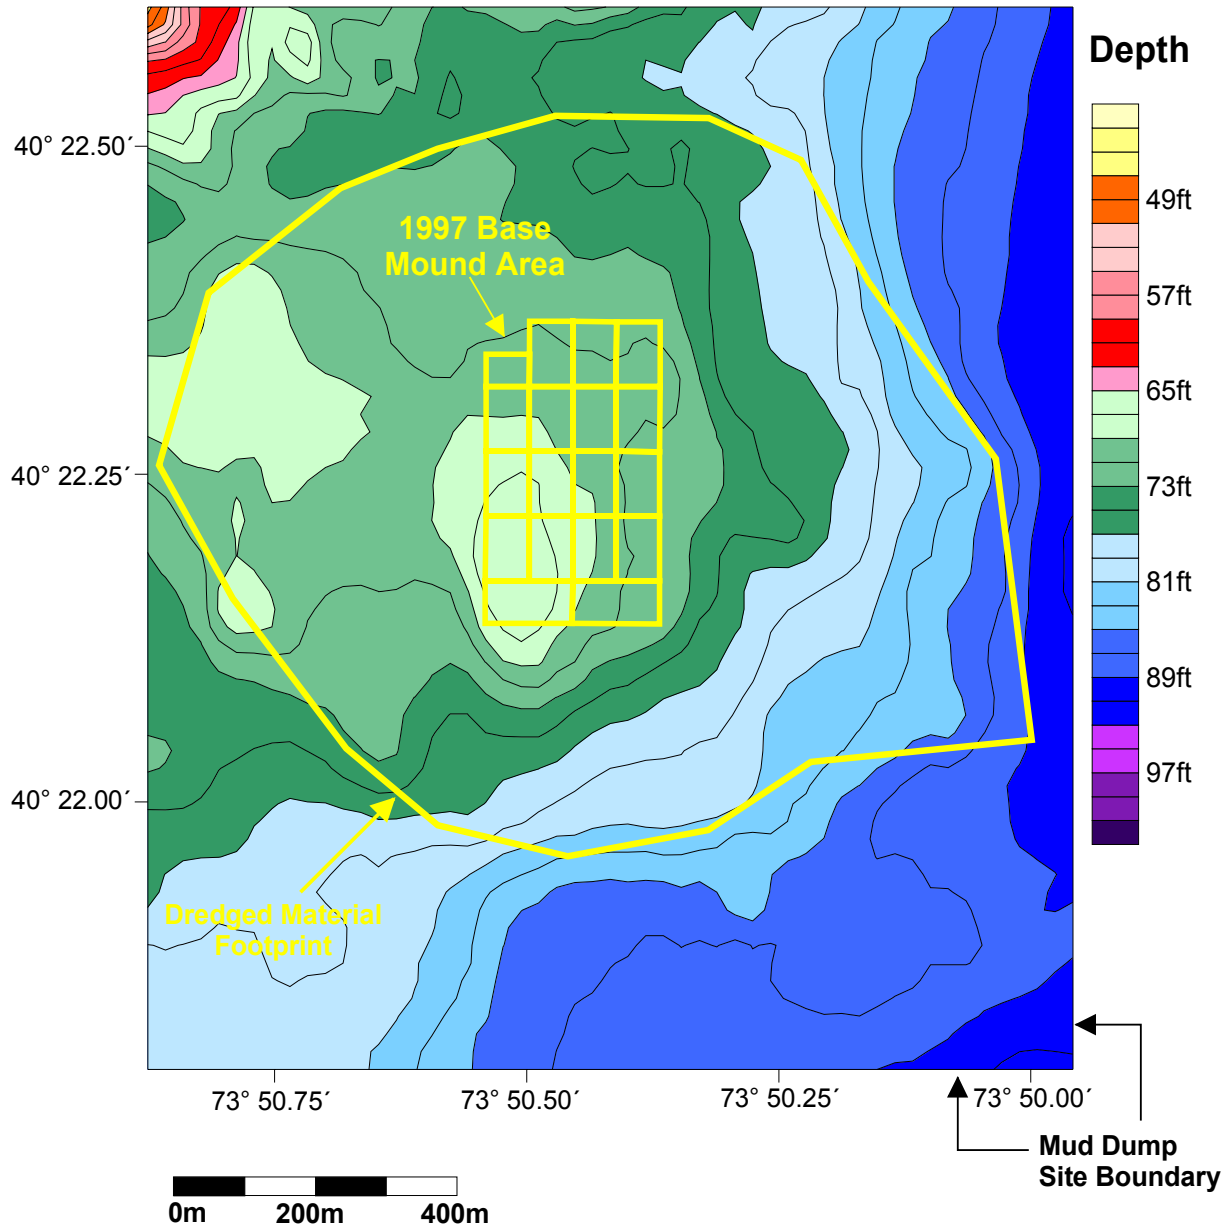 Depth
40° 22.50´
49ft
1997 Base
Mound Area
57ft
65ft
40° 22.25´
73ft
81ft
89ft
97ft
40° 22.00´
Dredged Material
Footprint
73° 50.75´
73° 50.50´
73° 50.25´
73° 50.00´
Mud Dump
Site Boundary
0m
200m
400m